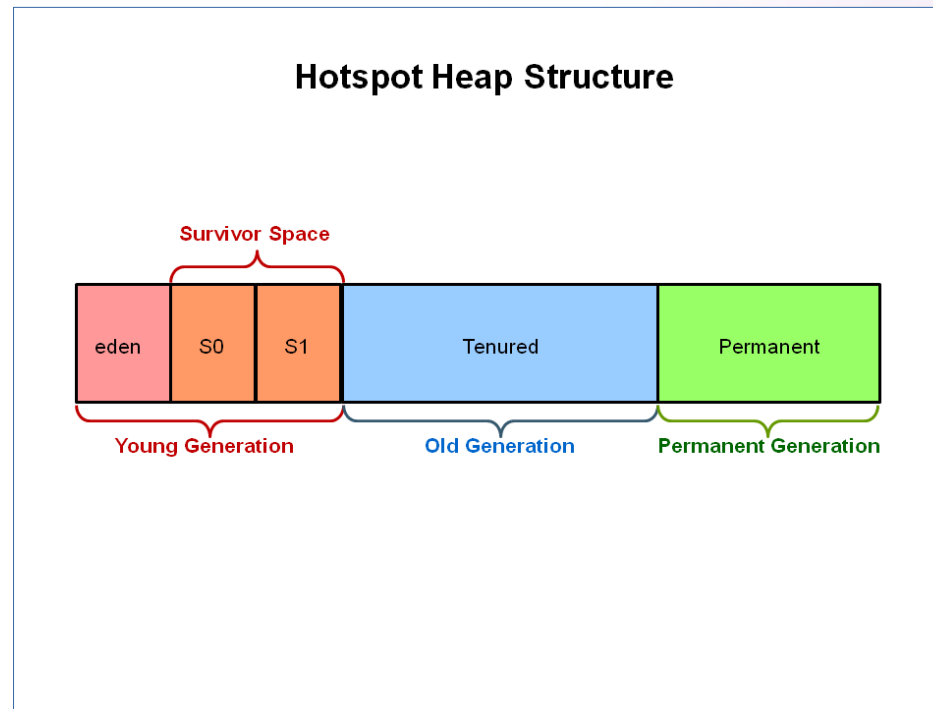 Hotspot Heap Structure
Survivor Space
eden S0 S1 Tenured Permanent
Young Generation Old Generation Permanent Generation